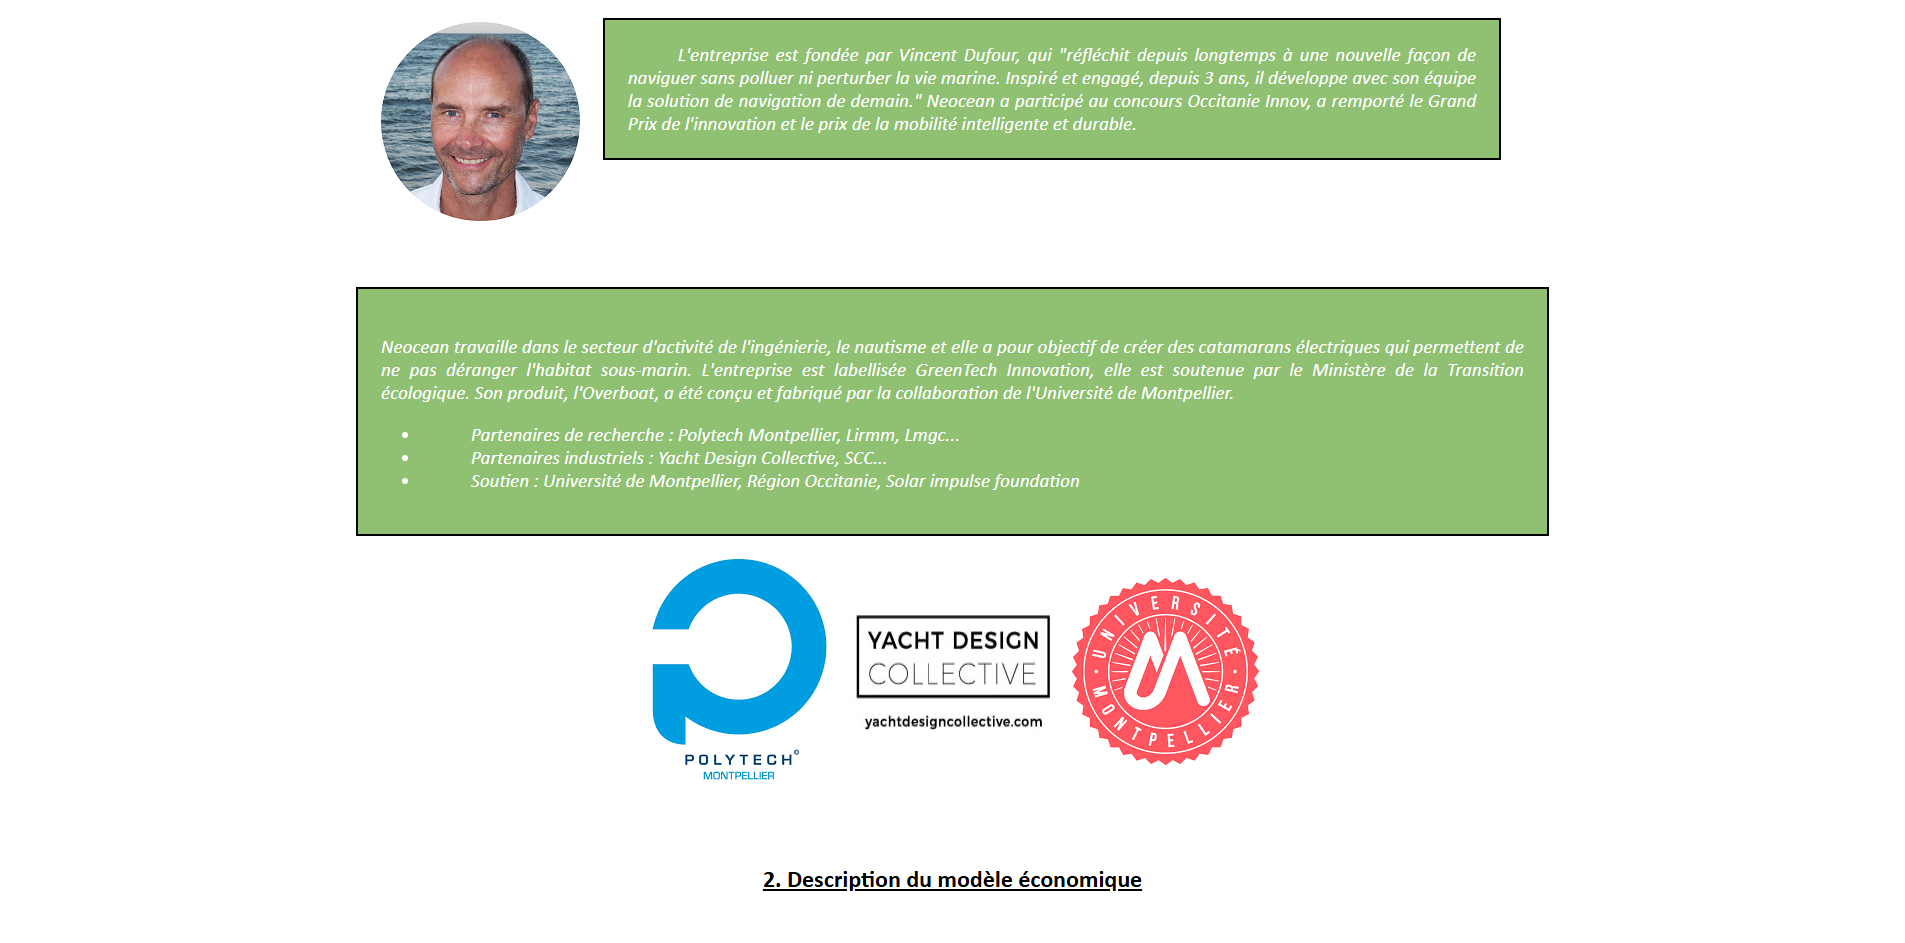 L'entreprise est fondée par Vincent Dufour, qui "réfléchit depuis longtemps à une nouvelle façon de
naviguer sans polluer ni perturber la vie marine. Inspiré et engagé, depuis 3 ans, il développe avec son équipe
la solution de navigation de demain." Neocean a participé au concours Occitanie Innov, a remporté le Grand
Prix de l'innovation et le prix de la mobilité intelligente et durable.
Neocean travaille dans le secteur d'activité de l'ingénierie, le nautisme et elle a pour objectif de créer des catamarans électriques qui permettent de
ne pas déranger l'habitat sous-marin. L'entreprise est labellisée GreenTech Innovation, elle est soutenue par le Ministère de la Transition
écologique. Son produit, l'Overboat, a été conçu et fabriqué par la collaboration de l'Université de Montpellier.
• Partenaires de recherche : Polytech Montpellier, Lirmm, Lmgc...
• Partenaires industriels : Yacht Design Collective, SCC...
• Soutien : Université de Montpellier, Région Occitanie, Solar impulse foundation
POLYTECH©
MONTPELLIER
YACHT DESIGN
COLLECTIVE
yachtdesigncollective.com
UNIVERSITÉ
UM
MONTPELLIER
2. Description du modèle économique